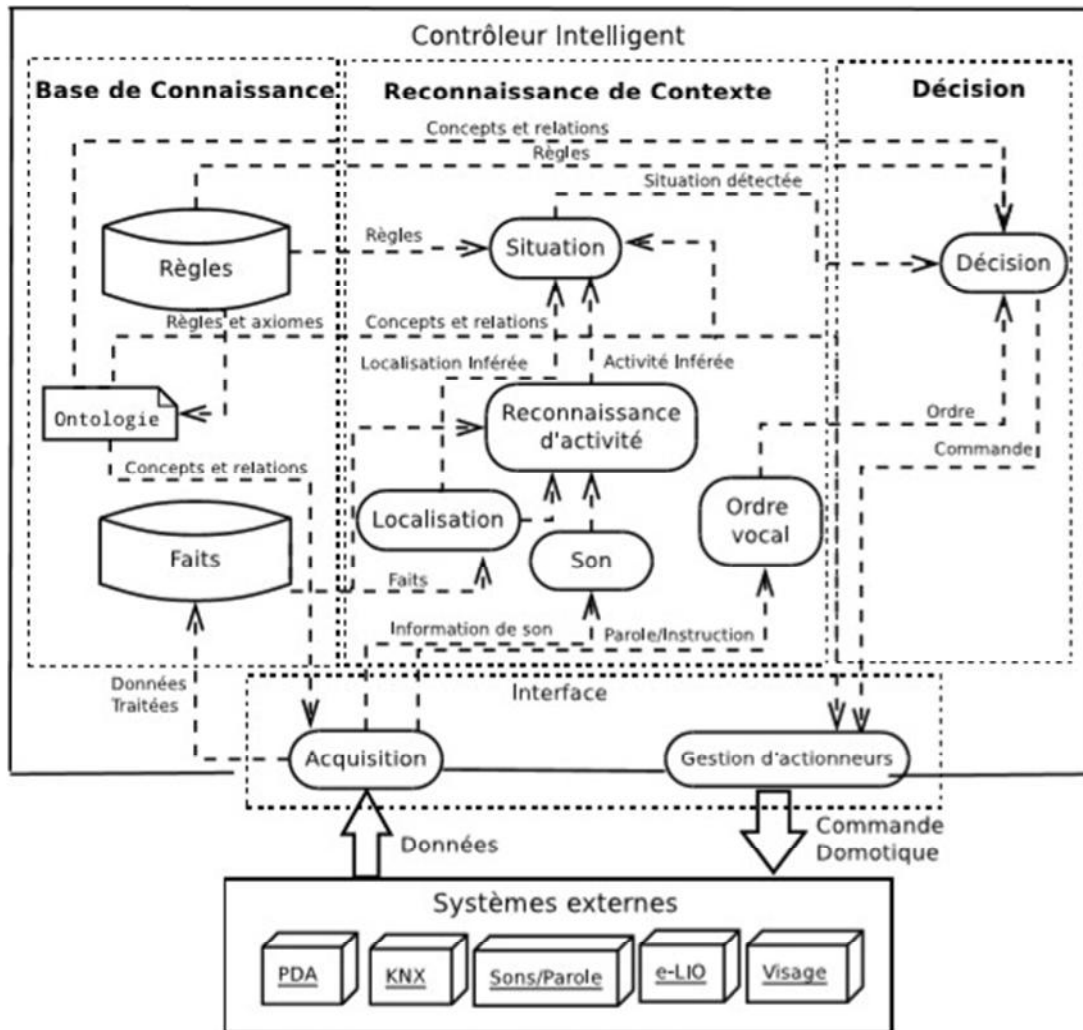 Contrôleur Intelligent
Base de Connaissance
Reconnaissance de Contexte
Décision
Concepts et relations
Règles
Situation détectée
Règles
Règles
Situation
Décision
Règles et axiomes
Concepts et relations
Localisation Inférée
Activité Inférée
Ontologie
Reconnaissance
d'activité
Ordre
Commande
Concepts et relations
Localisation
Ordre
vocal
Faits
Son
Faits
Information de son
Parole/Instruction
Données
Traitées
Interface
Acquisition
Gestion d'actionneurs
Données
Commande
Domotique
Systèmes externes
PDA
KNX
Sons/Parole
e-LIO
Visage